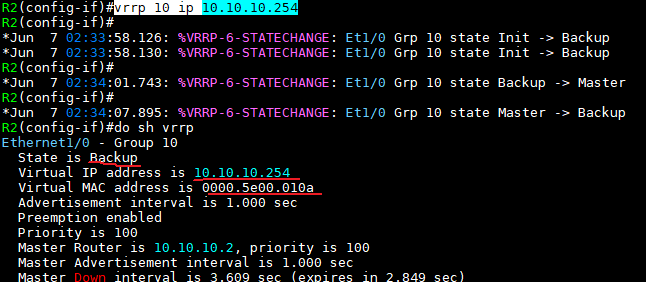 R2(config-if)#vrrp 10 ip 10.10.10.254
R2(config-if)#
*Jun  7 02:33:58.126: %VRRP-6-STATECHANGE: Et1/0 Grp 10 state Init -> Backup
*Jun  7 02:33:58.130: %VRRP-6-STATECHANGE: Et1/0 Grp 10 state Init -> Backup
R2(config-if)#
*Jun  7 02:34:01.743: %VRRP-6-STATECHANGE: Et1/0 Grp 10 state Backup -> Master
R2(config-if)#
*Jun  7 02:34:07.895: %VRRP-6-STATECHANGE: Et1/0 Grp 10 state Master -> Backup
R2(config-if)#do sh vrrp
Ethernet1/0 - Group 10
  State is Backup
  Virtual IP address is 10.10.10.254
  Virtual MAC address is 0000.5e00.010a
  Advertisement interval is 1.000 sec
  Preemption enabled
  Priority is 100
  Master Router is 10.10.10.2, priority is 100
  Master Advertisement interval is 1.000 sec
  Master Down interval is 3.609 sec (expires in 2.849 sec)